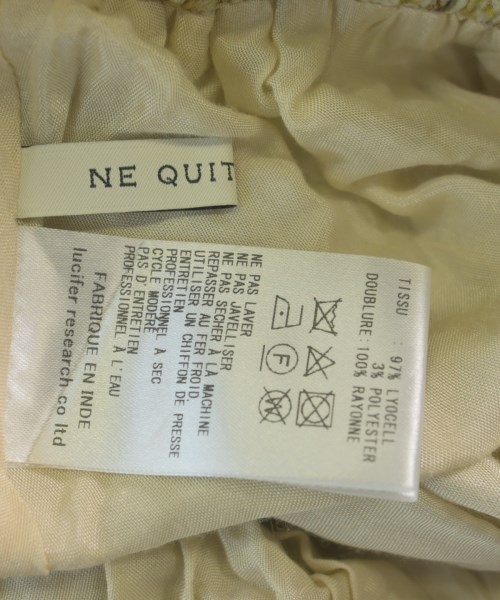 NE QUIT
TISSU : 97% LYOCELL
3% POLYESTER
DOUBLURE:100% RAYONNE
F
W
NE PAS LAVER
NE PAS JAVELLISER
NE PAS SECHER À LA MACHINE
REPASSER AU FER FROID.
UTILISER UN CHIFFON DE PRESSE
ENTRETIEN
PROFESSIONNEL À SEC
CYCLE MODÉRÉ
PAS D'ENTRETIEN
PROFESSIONNEL À L'EAU
FABRIQUE EN INDE
lucifer research co ltd